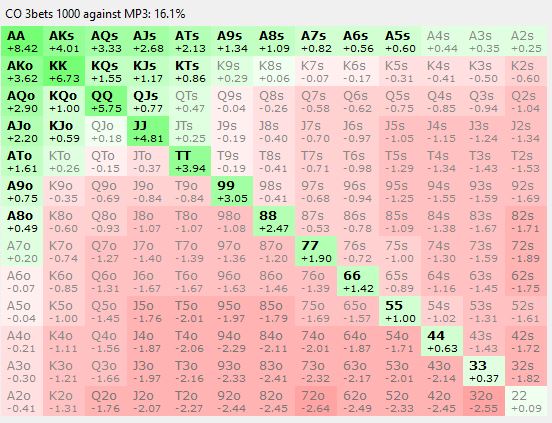 CO 3bets 1000 against MP3: 16.1%
AA AKs AQs AJs ATs A9s A8s A7s A6s A5s A4s A3s A2s
+8.42 +4.01 +3.33 +2.68 +2.13 +1.34 +1.09 +0.82 +0.56 +0.60 +0.44 +0.35 +0.25
AKo KK KQs KJs KTs K9s K8s K7s K6s K5s K4s K3s K2s
+3.62 +6.73 +1.55 +1.17 +0.86 +0.29 +0.06 -0.07 -0.17 -0.31 -0.41 -0.50 -0.60
AQo KQo QQ QJs QTs Q9s Q8s Q7s Q6s Q5s Q4s Q3s Q2s
+2.90 +1.00 +5.75 +0.77 +0.47 -0.04 -0.26 -0.58 -0.62 -0.75 -0.85 -0.94 -1.04
AJo KJo QJo JJ JTs J9s J8s J7s J6s J5s J4s J3s J2s
+2.20 +0.59 +0.18 +4.81 +0.25 -0.19 -0.40 -0.70 -0.97 -1.05 -1.15 -1.24 -1.34
ATo KTo QTo JTo TT T9s T8s T7s T6s T5s T4s T3s T2s
+1.61 +0.26 -0.15 -0.37 +3.94 -0.19 -0.41 -0.71 -0.98 -1.29 -1.34 -1.43 -1.53
A9o K9o Q9o J9o T9o 99 98s 97s 96s 95s 94s 93s 92s
+0.75 -0.35 -0.69 -0.84 -0.84 +3.05 -0.41 -0.68 -0.94 -1.25 -1.55 -1.59 -1.69
A8o K8o Q8o J8o T8o 98o 88 87s 86s 85s 84s 83s 82s
+0.49 -0.60 -0.93 -1.07 -1.07 -1.08 +2.47 -0.53 -0.78 -1.09 -1.38 -1.67 -1.71
A7o K7o Q7o J7o T7o 97o 87o 77 76s 75s 74s 73s 72s
+0.20 -0.74 -1.27 -1.40 -1.39 -1.36 -1.20 +1.90 -0.72 -1.00 -1.30 -1.59 -1.89
A6o K6o Q6o J6o T6o 96o 86o 76o 66 65s 64s 63s 62s
-0.07 -0.85 -1.31 -1.67 -1.67 -1.63 -1.46 -1.39 +1.42 -0.89 -1.16 -1.45 -1.75
A5o K5o Q5o J5o T5o 95o 85o 75o 65o 55 54s 53s 52s
-0.04 -1.00 -1.45 -1.76 -2.01 -1.97 -1.79 -1.69 -1.57 +1.00 -1.02 -1.31 -1.61
A4o K4o Q4o J4o T4o 94o 84o 74o 64o 54o 44 43s 42s
-0.21 -1.11 -1.56 -1.87 -2.06 -2.29 -2.11 -2.01 -1.87 -1.71 +0.63 -1.43 -1.72
A3o K3o Q3o J3o T3o 93o 83o 73o 63o 53o 43o 33 32s
-0.30 -1.21 -1.66 -1.97 -2.16 -2.33 -2.41 -2.32 -2.17 -2.01 -2.14 +0.37 -1.82
A2o K2o Q2o J2o T2o 92o 82o 72o 62o 52o 42o 32o 22
-0.41 -1.31 -1.76 -2.07 -2.27 -2.44 -2.45 -2.64 -2.49 -2.33 -2.45 -2.55 +0.09